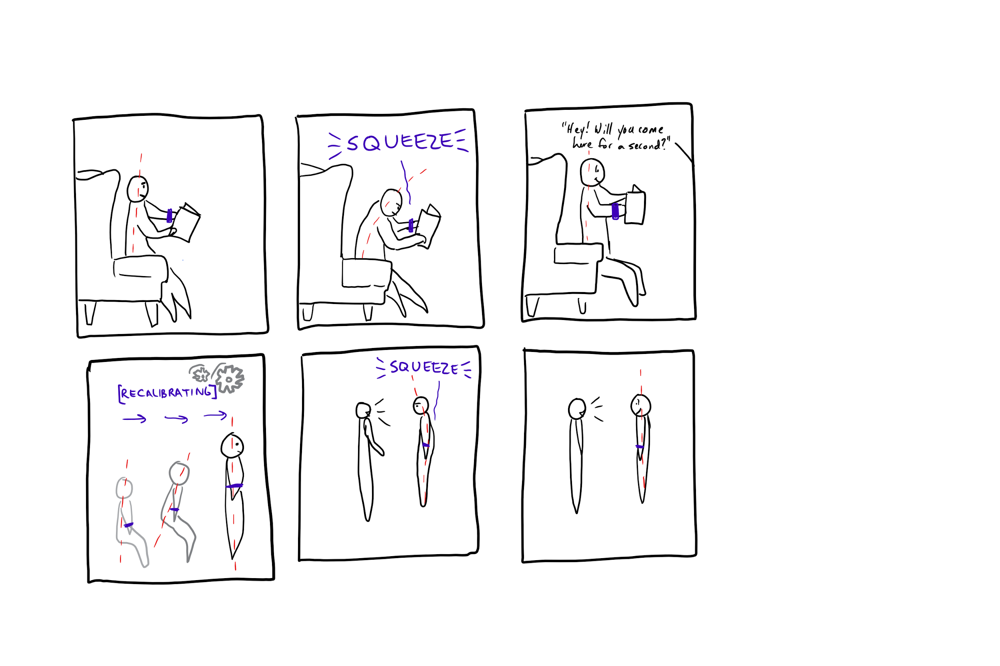 SQUEEZE
"Hey! Will you come
here for a second?"
[RECALIBRATING]
SQUEEZE